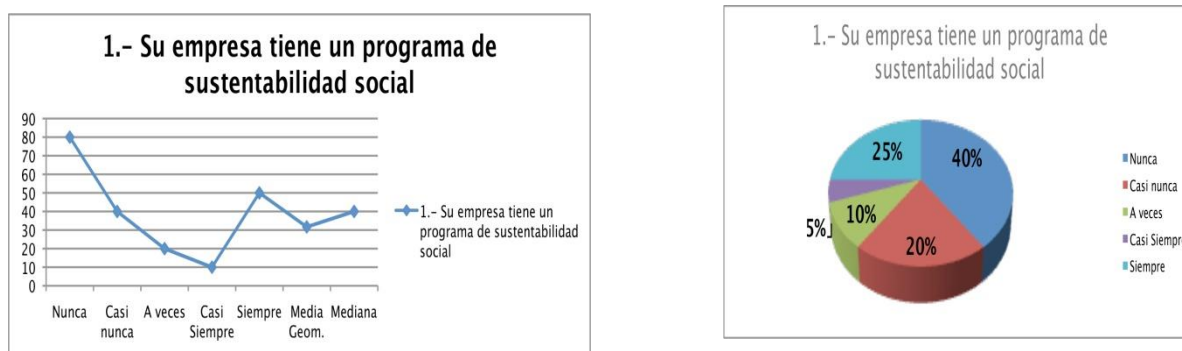 1.- Su empresa tiene un programa de
sustentabilidad social
90
80
70
60
50
40
30
20
10
0
Nunca
Casi
nunca
A veces
Casi
Siempre
Siempre
Media
Geom.
Mediana
1.- Su empresa tiene un
programa de sustentabilidad
social
1.- Su empresa tiene un programa de
sustentabilidad social
25%
40%
10%
5%
20%
Nunca
Casi nunca
A veces
Casi Siempre
Siempre